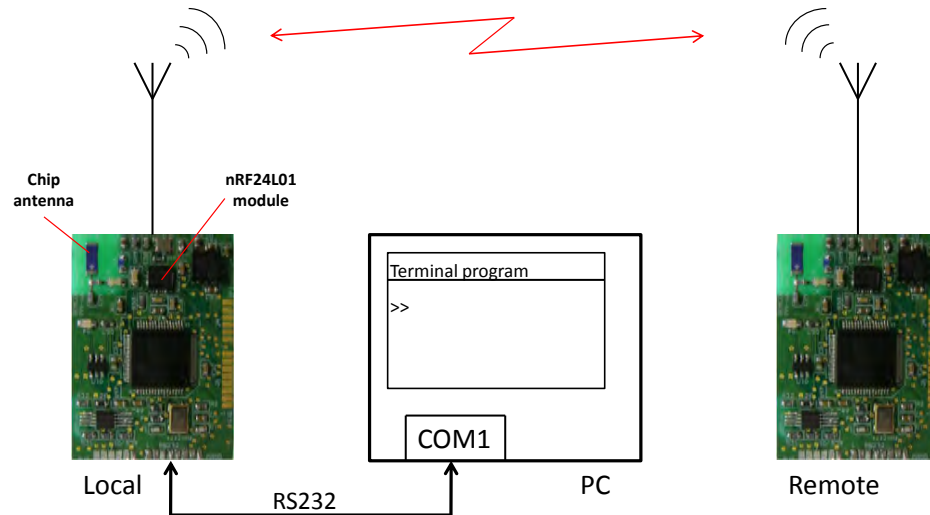 Chip
antenna
nRF24L01
module
Terminal program
>>
COM1
Local
RS232
PC
Remote